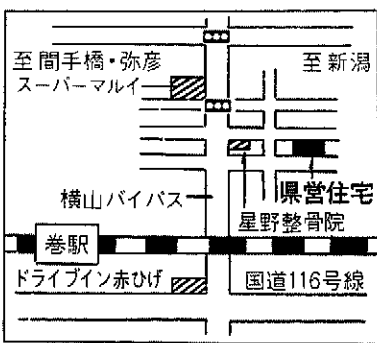 至間手橋・弥彦
至新潟
スーパーマルイ
県営住宅
横山バイパス
星野整骨院
巻駅
ドライブイン赤ひげ
国道116号線